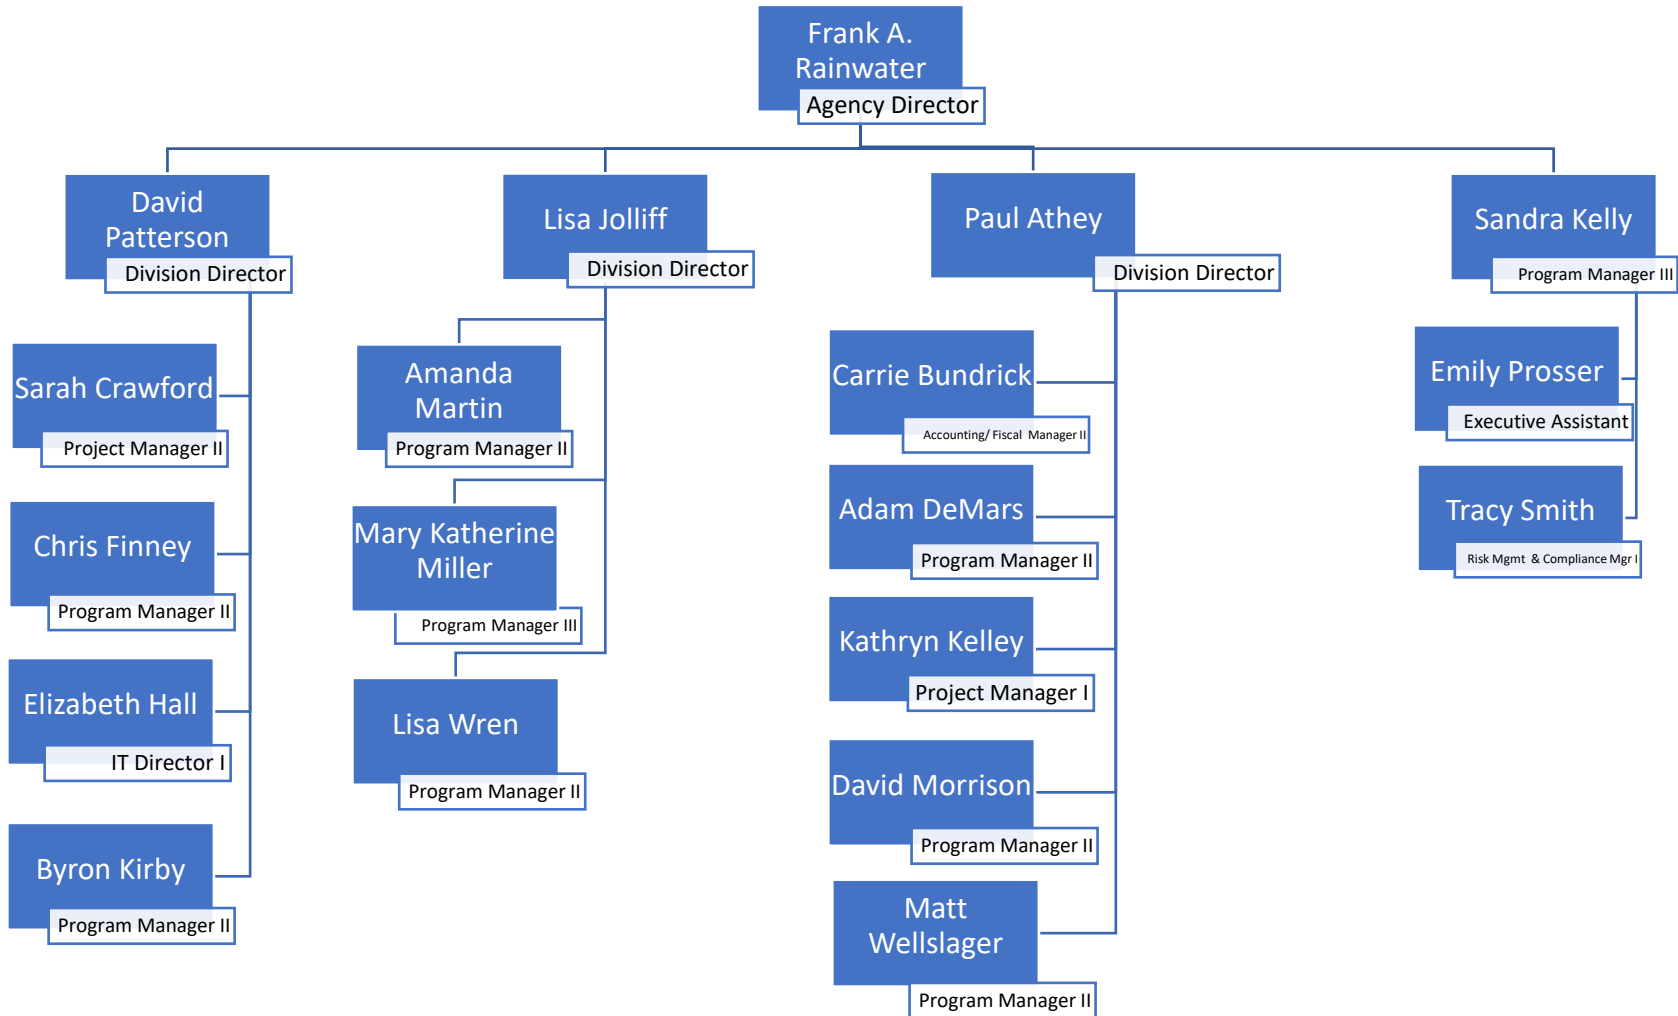 Frank A.
Rainwater
Agency Director
David
Patterson
Division Director
Lisa Jolliff
Division Director
Paul Athey
Division Director
Sandra Kelly
Program Manager III
Sarah Crawford
Project Manager II
Chris Finney
Program Manager II
Elizabeth Hall
IT Director I
Byron Kirby
Program Manager II
Amanda
Martin
Program Manager II
Mary Katherine
Miller
Program Manager III
Lisa Wren
Program Manager II
Carrie Bundrick
Accounting/ Fiscal Manager II
Adam DeMars
Program Manager II
Kathryn Kelley
Project Manager I
David Morrison
Program Manager II
Matt
Wellslager
Program Manager II
Emily Prosser
Executive Assistant
Tracy Smith
Risk Mgmt & Compliance Mgr I